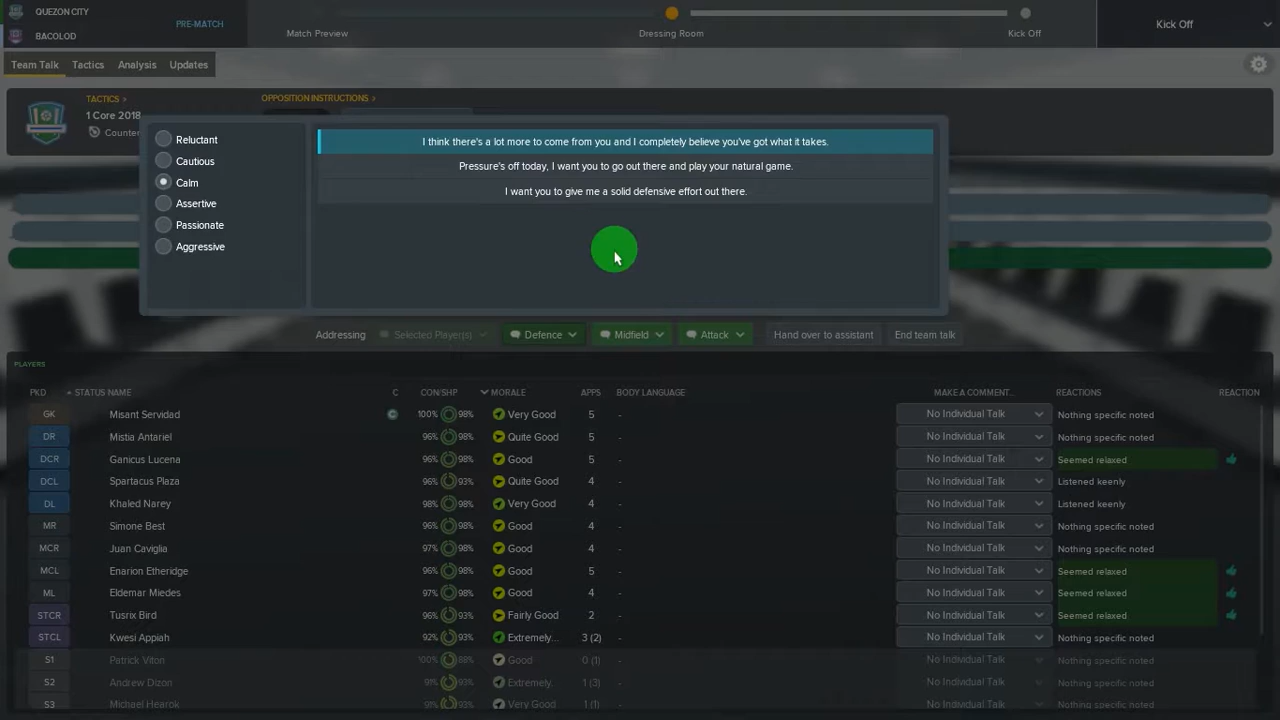 QUEZON CITY
BACOLOD
PRE-MATCH
Match Preview
Dressing Room
Kick Off
Kick Off
Team Talk Tactics Analysis Updates
TACTICS >
OPPOSITION INSTRUCTIONS >
1 Core 2018
Counter
Reluctant
Cautious
Calm
Assertive
Passionate
Aggressive
I think there's a lot more to come from you and I completely believe you've got what it takes.
Pressure's off today, I want you to go out there and play your natural game.
I want you to give me a solid defensive effort out there.
Addressing Selected Player(s) Defence Midfield Attack Hand over to assistant End team talk
PLAYERS
PKD STATUS NAME C CON/SHP MORALE APPS BODY LANGUAGE MAKE A COMMENT... REACTIONS REACTION
GK Misant Servidad C 100% 98% Very Good 5 - No Individual Talk Nothing specific noted
DR Mistia Antariel 96% 98% Quite Good 5 - No Individual Talk Nothing specific noted
DCR Ganicus Lucena 96% 98% Good 5 - No Individual Talk Seemed relaxed
DCL Spartacus Plaza 96% 93% Quite Good 4 - No Individual Talk Listened keenly
DL Khaled Narey 98% 98% Very Good 4 - No Individual Talk Listened keenly
MR Simone Best 96% 98% Good 4 - No Individual Talk Nothing specific noted
MCR Juan Caviglia 97% 98% Good 4 - No Individual Talk Nothing specific noted
MCL Enarion Etheridge 96% 98% Good 5 - No Individual Talk Seemed relaxed
ML Eldemar Miedes 97% 98% Good 4 - No Individual Talk Seemed relaxed
STCR Tusrix Bird 96% 93% Fairly Good 2 - No Individual Talk Seemed relaxed
STCL Kwesi Appiah 92% 93% Extremely... 3 (2) - No Individual Talk Nothing specific noted
S1 Patrick Viton 100% 88% Good 0 (1) - No Individual Talk Nothing specific noted
S2 Andrew Dizon 91% 93% Extremely. 1 (3) - No Individual Talk Nothing specific noted
S3 Michael Hearok 91% 93% Very Good 1 (1) - No Individual Talk Nothing specific noted